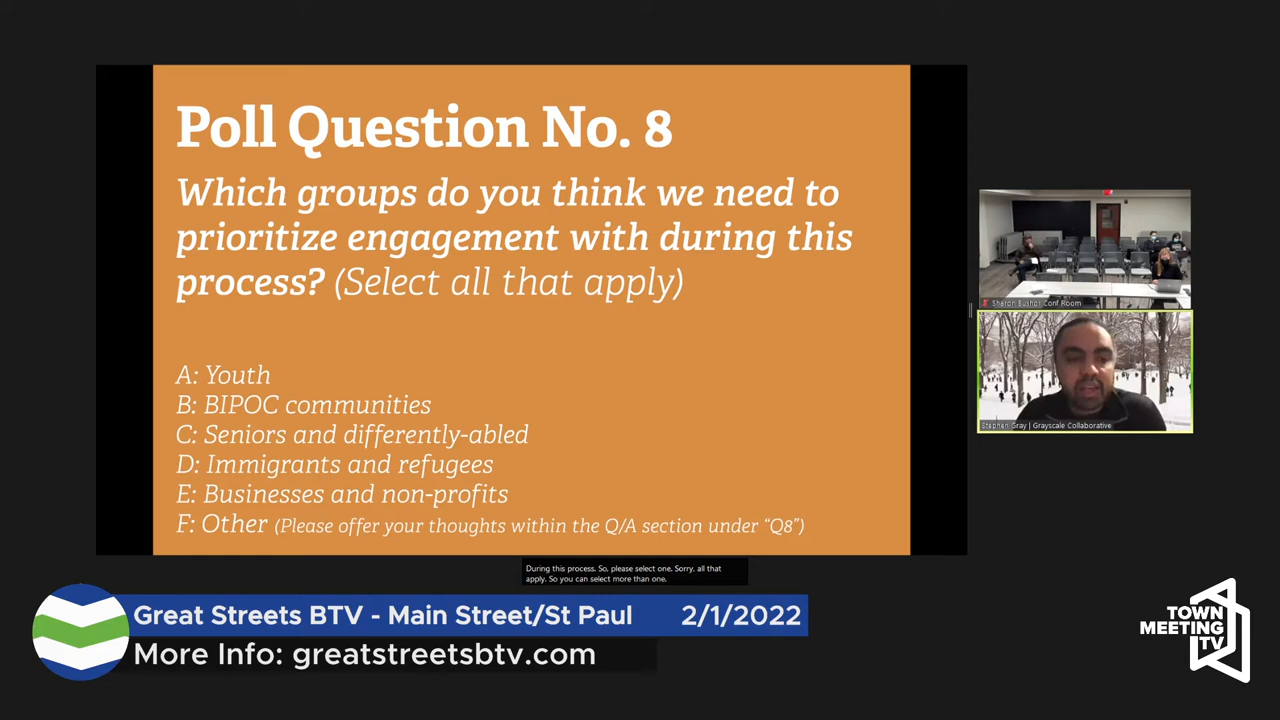 Poll Question No. 8
Which groups do you think we need to
prioritize engagement with during this
process? (Select all that apply)
A: Youth
B: BIPOC communities
C: Seniors and differently-abled
D: Immigrants and refugees
E: Businesses and non-profits
F: Other (Please offer your thoughts within the Q/A section under “Q8”)
Sharon Bushor Conf Room
Stephen Gray | Grayscale Collaborative
During this process. So, please select one. Sorry, all that
apply. So you can select more than one.
Great Streets BTV - Main Street/St Paul 2/1/2022
More Info: greatstreetsbtv.com
TOWN
MEETING
TV